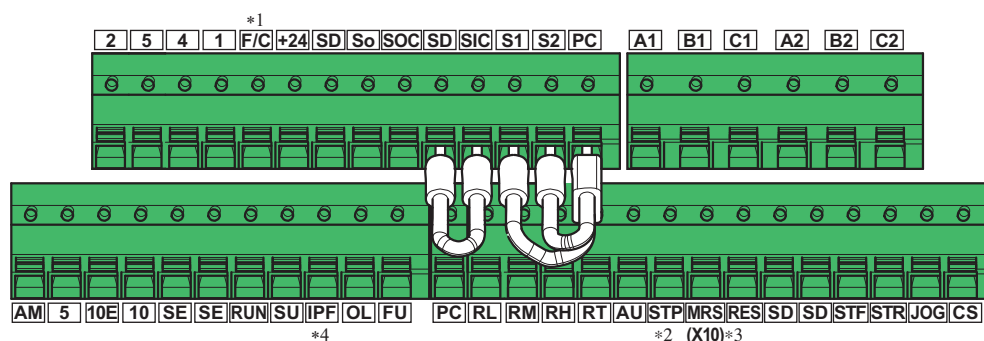 *1
2 5 4 1 F/C +24 SD So SOC SD SIC S1 S2 PC A1 B1 C1 A2 B2 C2
AM 5 10E 10 SE SE RUN SU IPF OL FU PC RL RM RH RT AU STP MRS RES SD SD STF STR JOG CS
*4 *2 (X10)*3